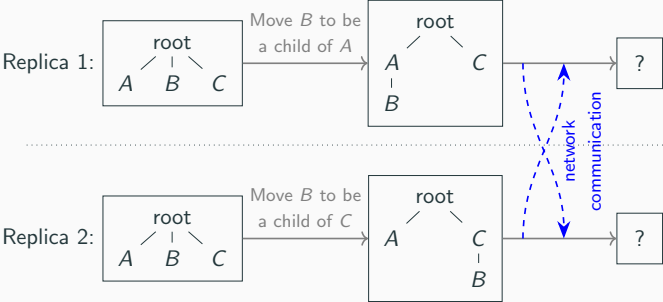 Replica 1:
root
A B C
Move B to be
a child of A
root
A C
B
?
network
communication
Replica 2:
root
A B C
Move B to be
a child of C
root
A C
B
?